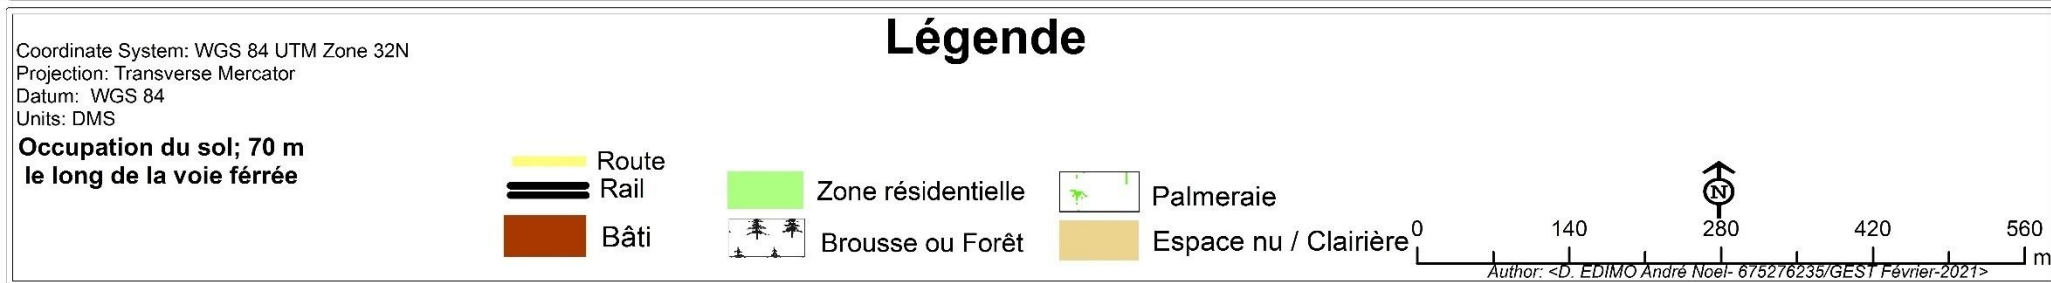 Légende
Coordinate System: WGS 84 UTM Zone 32N
Projection: Transverse Mercator
Datum: WGS 84
Units: DMS
Occupation du sol; 70 m
le long de la voie férrée
Route
Rail
Bâti
Zone résidentielle
Brousse ou Forêt
Palmeraie
Espace nu / Clairière
N
0 140 280 420 560
m
Author: <D. EDIMO André Noel- 675276235/GEST Février-2021>